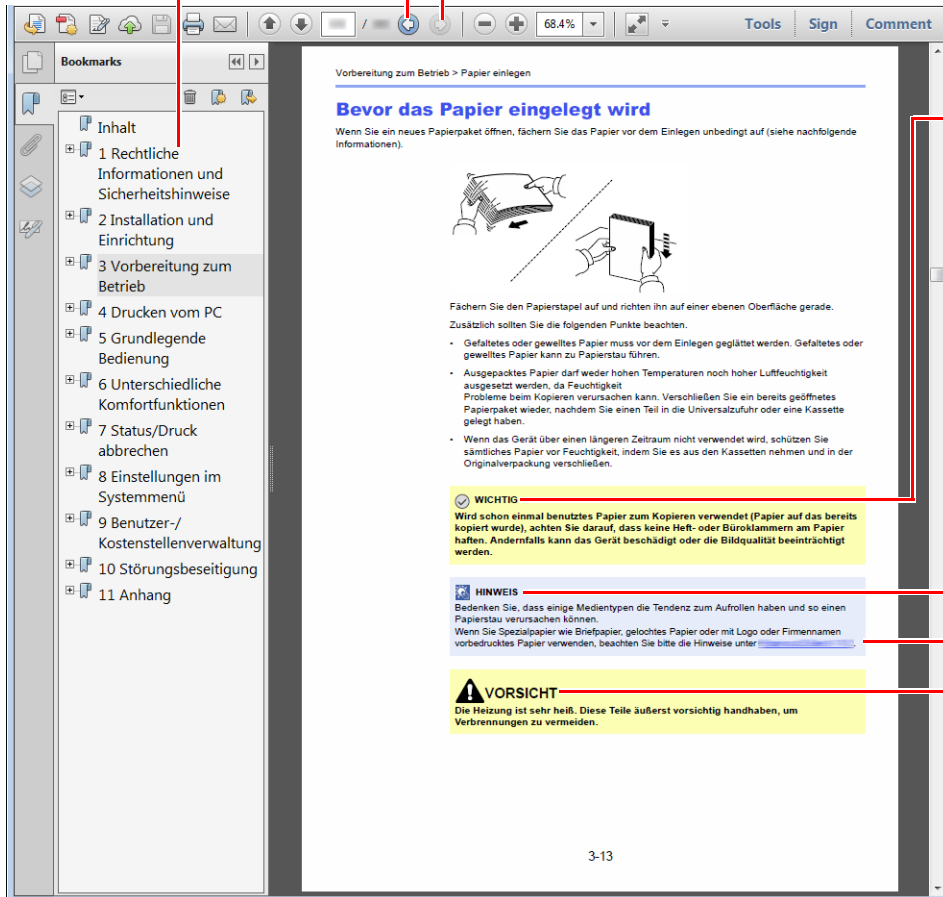 /
68.4%
Tools
Sign
Comment
Bookmarks
Inhalt
1 Rechtliche
Informationen und
Sicherheitshinweise
2 Installation und
Einrichtung
3 Vorbereitung zum
Betrieb
4 Drucken vom PC
5 Grundlegende
Bedienung
6 Unterschiedliche
Komfortfunktionen
7 Status/Druck
abbrechen
8 Einstellungen im
Systemmenü
9 Benutzer-/
Kostenstellenverwaltung
10 Störungsbeseitigung
11 Anhang
Vorbereitung zum Betrieb > Papier einlegen
Bevor das Papier eingelegt wird
Wenn Sie ein neues Papierpaket öffnen, fächern Sie das Papier vor dem Einlegen unbedingt auf (siehe nachfolgende
Informationen).
Fächern Sie den Papierstapel auf und richten ihn auf einer ebenen Oberfläche gerade.
Zusätzlich sollten Sie die folgenden Punkte beachten.
• Gefaltetes oder gewelltes Papier muss vor dem Einlegen geglättet werden. Gefaltetes oder
gewelltes Papier kann zu Papierstau führen.
• Ausgepacktes Papier darf weder hohen Temperaturen noch hoher Luftfeuchtigkeit
ausgesetzt werden, da Feuchtigkeit
Probleme beim Kopieren verursachen kann. Verschließen Sie ein bereits geöffnetes
Papierpaket wieder, nachdem Sie einen Teil in die Universalzufuhr oder eine Kassette
gelegt haben.
• Wenn das Gerät über einen längeren Zeitraum nicht verwendet wird, schützen Sie
sämtliches Papier vor Feuchtigkeit, indem Sie es aus den Kassetten nehmen und in der
Originalverpackung verschließen.
WICHTIG
Wird schon einmal benutztes Papier zum Kopieren verwendet (Papier auf das bereits
kopiert wurde), achten Sie darauf, dass keine Heft- oder Büroklammern am Papier
haften. Andernfalls kann das Gerät beschädigt oder die Bildqualität beeinträchtigt
werden.
HINWEIS
Bedenken Sie, dass einige Medientypen die Tendenz zum Aufrollen haben und so einen
Papierstau verursachen können.
Wenn Sie Spezialpapier wie Briefpapier, gelochtes Papier oder mit Logo oder Firmennamen
vorbedrucktes Papier verwenden, beachten Sie bitte die Hinweise unter
VORSICHT
Die Heizung ist sehr heiß. Diese Teile äußerst vorsichtig handhaben, um
Verbrennungen zu vermeiden.
3-13